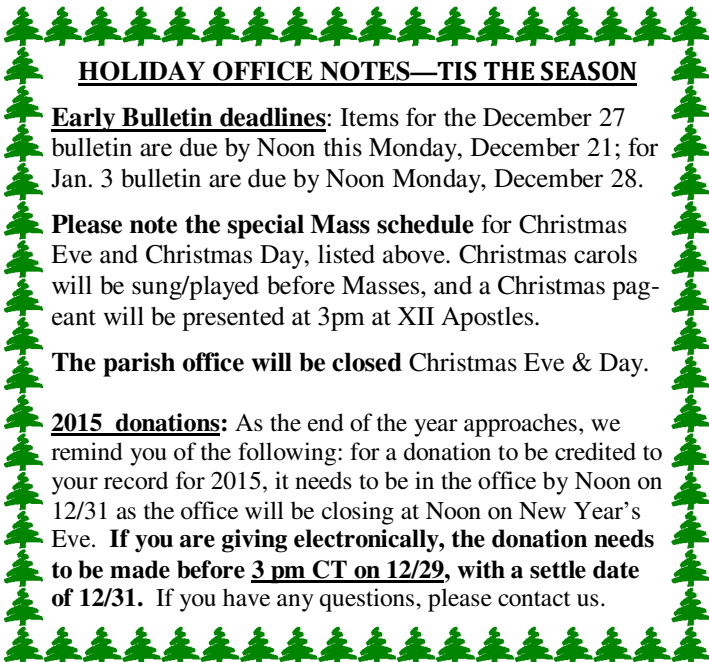 HOLIDAY OFFICE NOTES—TIS THE SEASON
Early Bulletin deadlines: Items for the December 27
bulletin are due by Noon this Monday, December 21; for
Jan. 3 bulletin are due by Noon Monday, December 28.
Please note the special Mass schedule for Christmas
Eve and Christmas Day, listed above. Christmas carols
will be sung/played before Masses, and a Christmas pag-
eant will be presented at 3pm at XII Apostles.
The parish office will be closed Christmas Eve & Day.
2015 donations: As the end of the year approaches, we
remind you of the following: for a donation to be credited to
your record for 2015, it needs to be in the office by Noon on
12/31 as the office will be closing at Noon on New Year's
Eve. If you are giving electronically, the donation needs
to be made before 3 pm CT on 12/29, with a settle date
of 12/31. If you have any questions, please contact us.